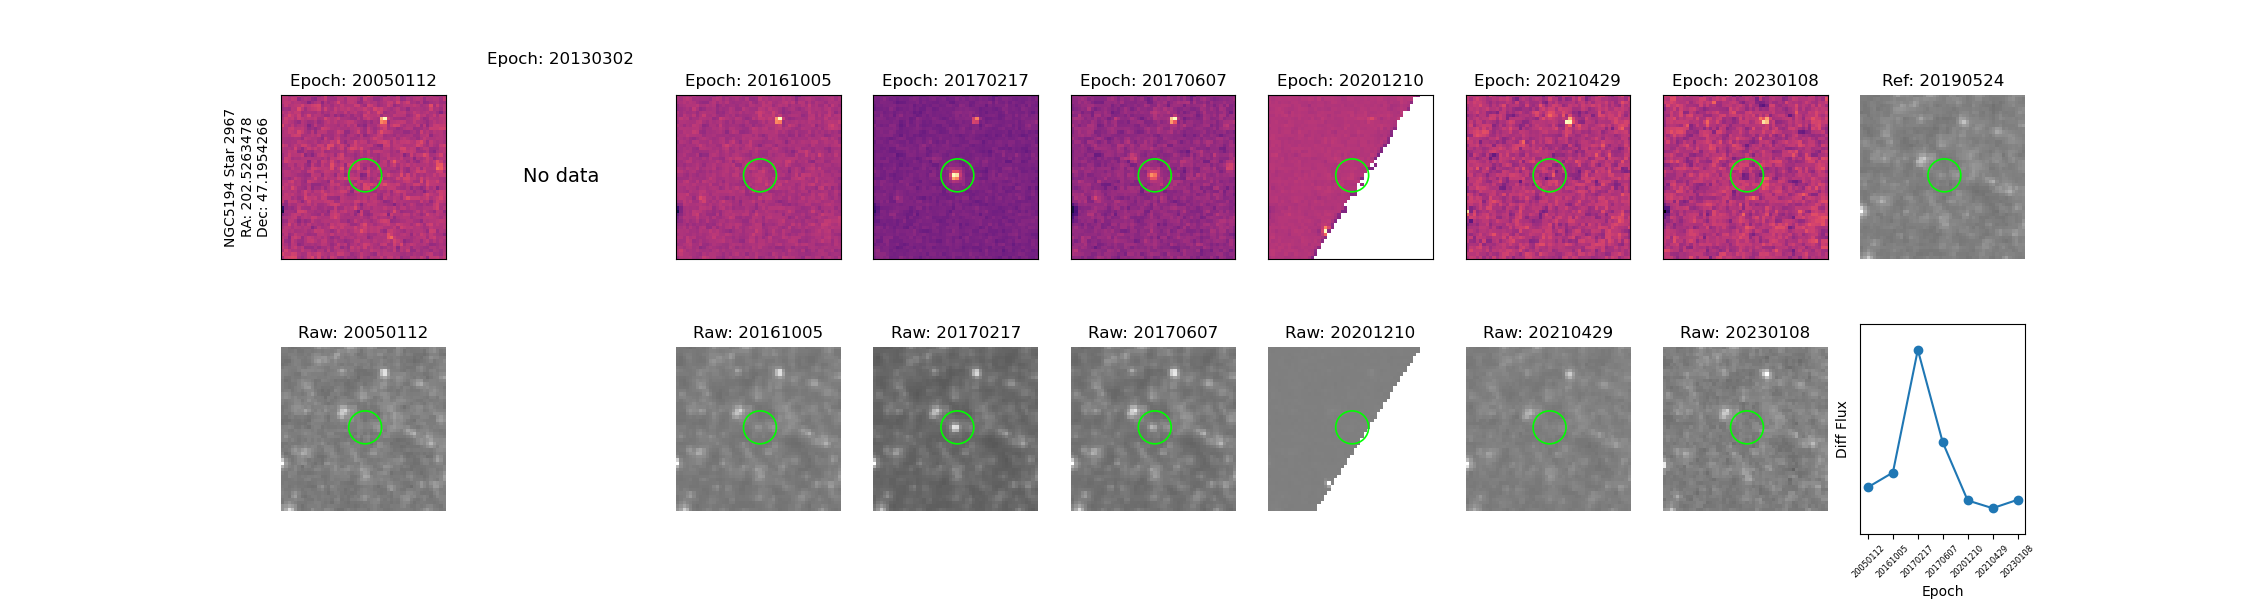 Epoch: 20130302
Epoch: 20050112
Epoch: 20161005
Epoch: 20170217
Epoch: 20170607
Epoch: 20201210
Epoch: 20210429
Epoch: 20230108
Ref: 20190524
NGC5194 Star 2967
RA: 202.5263478
Dec: 47.1954266
No data
Raw: 20050112
Raw: 20161005
Raw: 20170217
Raw: 20170607
Raw: 20201210
Raw: 20210429
Raw: 20230108
Diff Flux
20050112
20161005
20170217
20170607
20201210
20210429
20230108
Epoch